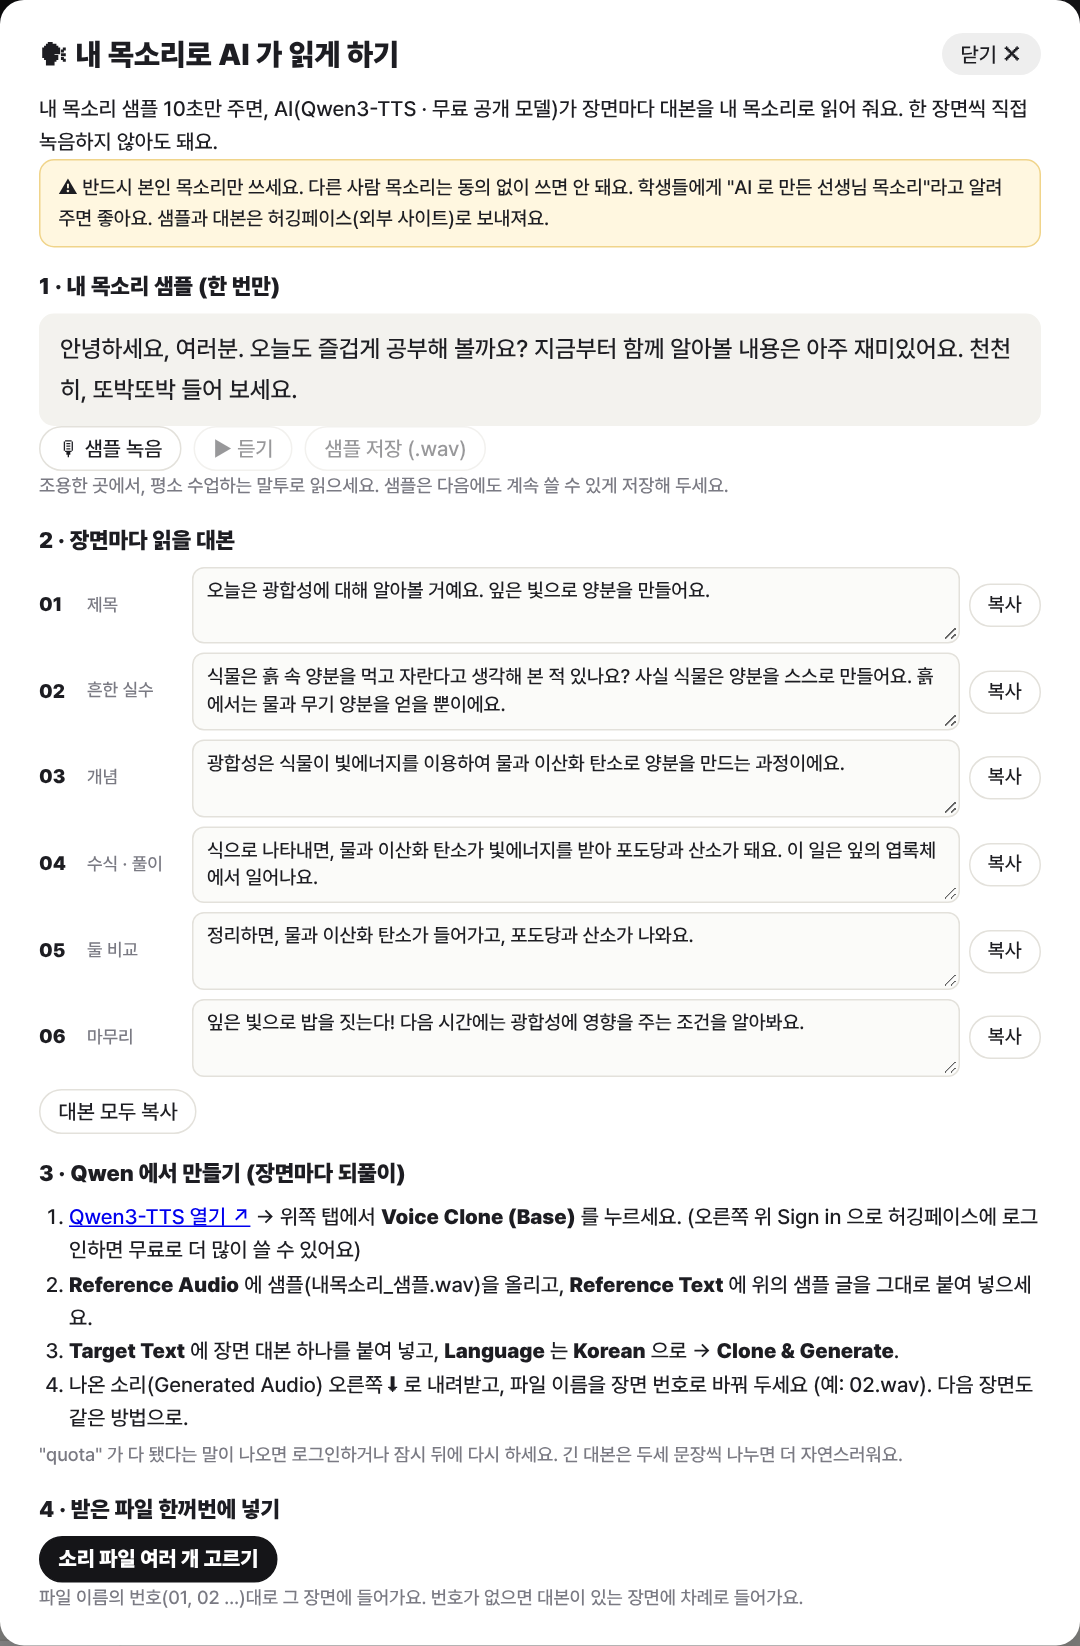 🗣 내 목소리로 AI 가 읽게 하기
닫기 ✕
내 목소리 샘플 10초만 주면, AI(Qwen3-TTS · 무료 공개 모델)가 장면마다 대본을 내 목소리로 읽어 줘요. 한 장면씩 직접
녹음하지 않아도 돼요.
⚠ 반드시 본인 목소리만 쓰세요. 다른 사람 목소리는 동의 없이 쓰면 안 돼요. 학생들에게 "AI 로 만든 선생님 목소리"라고 알려
주면 좋아요. 샘플과 대본은 허깅페이스(외부 사이트)로 보내져요.
1 · 내 목소리 샘플 (한 번만)
안녕하세요, 여러분. 오늘도 즐겁게 공부해 볼까요? 지금부터 함께 알아볼 내용은 아주 재미있어요. 천천
히, 또박또박 들어 보세요.
🎙 샘플 녹음
▶ 듣기
샘플 저장 (.wav)
조용한 곳에서, 평소 수업하는 말투로 읽으세요. 샘플은 다음에도 계속 쓸 수 있게 저장해 두세요.
2 · 장면마다 읽을 대본
01 제목
오늘은 광합성에 대해 알아볼 거예요. 잎은 빛으로 양분을 만들어요.
복사
02 흔한 실수
식물은 흙 속 양분을 먹고 자란다고 생각해 본 적 있나요? 사실 식물은 양분을 스스로 만들어요. 흙
에서는 물과 무기 양분을 얻을 뿐이에요.
복사
03 개념
광합성은 식물이 빛에너지를 이용하여 물과 이산화 탄소로 양분을 만드는 과정이에요.
복사
04 수식 · 풀이
식으로 나타내면, 물과 이산화 탄소가 빛에너지를 받아 포도당과 산소가 돼요. 이 일은 잎의 엽록체
에서 일어나요.
복사
05 둘 비교
정리하면, 물과 이산화 탄소가 들어가고, 포도당과 산소가 나와요.
복사
06 마무리
잎은 빛으로 밥을 짓는다! 다음 시간에는 광합성에 영향을 주는 조건을 알아봐요.
복사
대본 모두 복사
3 · Qwen 에서 만들기 (장면마다 되풀이)
1. Qwen3-TTS 열기 ↗ → 위쪽 탭에서 Voice Clone (Base) 를 누르세요. (오른쪽 위 Sign in 으로 허깅페이스에 로그
인하면 무료로 더 많이 쓸 수 있어요)
2. Reference Audio 에 샘플(내목소리_샘플.wav)을 올리고, Reference Text 에 위의 샘플 글을 그대로 붙여 넣으세
요.
3. Target Text 에 장면 대본 하나를 붙여 넣고, Language 는 Korean 으로 → Clone & Generate.
4. 나온 소리(Generated Audio) 오른쪽⬇ 로 내려받고, 파일 이름을 장면 번호로 바꿔 두세요 (예: 02.wav). 다음 장면도
같은 방법으로.
"quota" 가 다 됐다는 말이 나오면 로그인하거나 잠시 뒤에 다시 하세요. 긴 대본은 두세 문장씩 나누면 더 자연스러워요.
4 · 받은 파일 한꺼번에 넣기
소리 파일 여러 개 고르기
파일 이름의 번호(01, 02 …)대로 그 장면에 들어가요. 번호가 없으면 대본이 있는 장면에 차례로 들어가요.